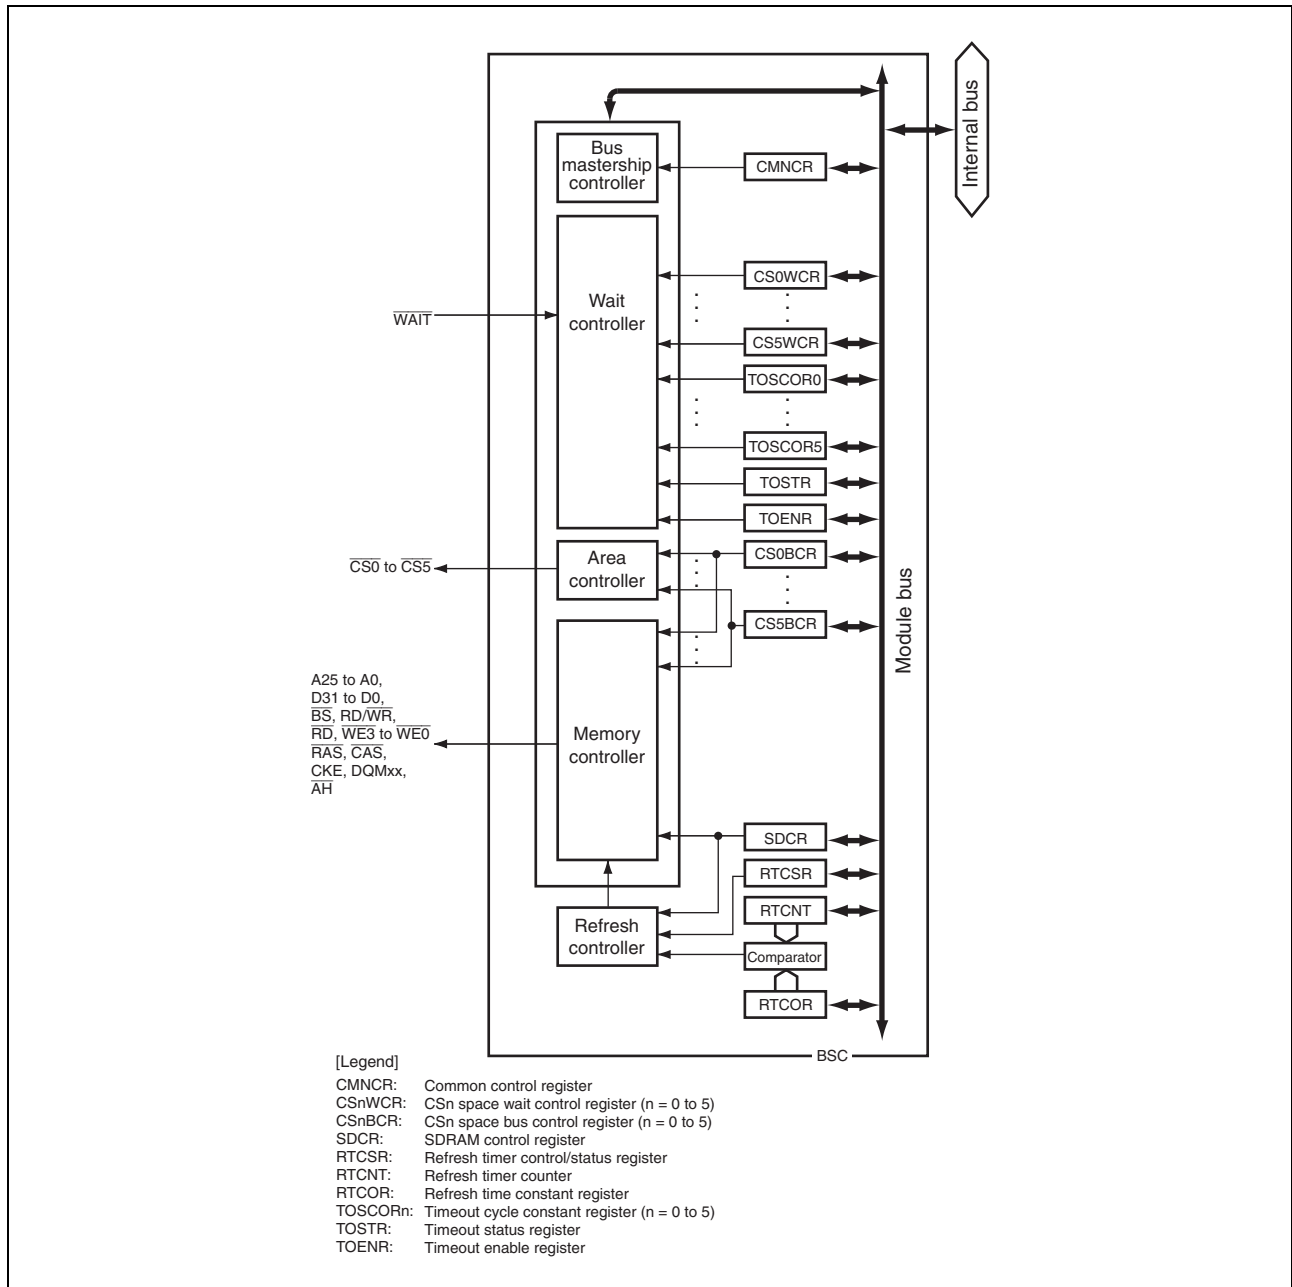 Internal bus
Bus
mastership
controller
CMNCR
Wait
controller
CS0WCR
WAIT
CS5WCR
TOSCOR0
TOSCOR5
TOSTR
TOENR
CS0 to CS5
Area
controller
CS0BCR
CS5BCR
Module bus
A25 to A0,
D31 to D0,
BS, RD/WR,
RD, WE3 to WE0
RAS, CAS,
CKE, DQMxx,
AH
Memory
controller
SDCR
RTCSR
RTCNT
Refresh
controller
Comparator
RTCOR
BSC
[Legend]
CMNCR: Common control register
CSnWCR: CSn space wait control register (n = 0 to 5)
CSnBCR: CSn space bus control register (n = 0 to 5)
SDCR: SDRAM control register
RTCSR: Refresh timer control/status register
RTCNT: Refresh timer counter
RTCOR: Refresh time constant register
TOSCORn: Timeout cycle constant register (n = 0 to 5)
TOSTR: Timeout status register
TOENR: Timeout enable register